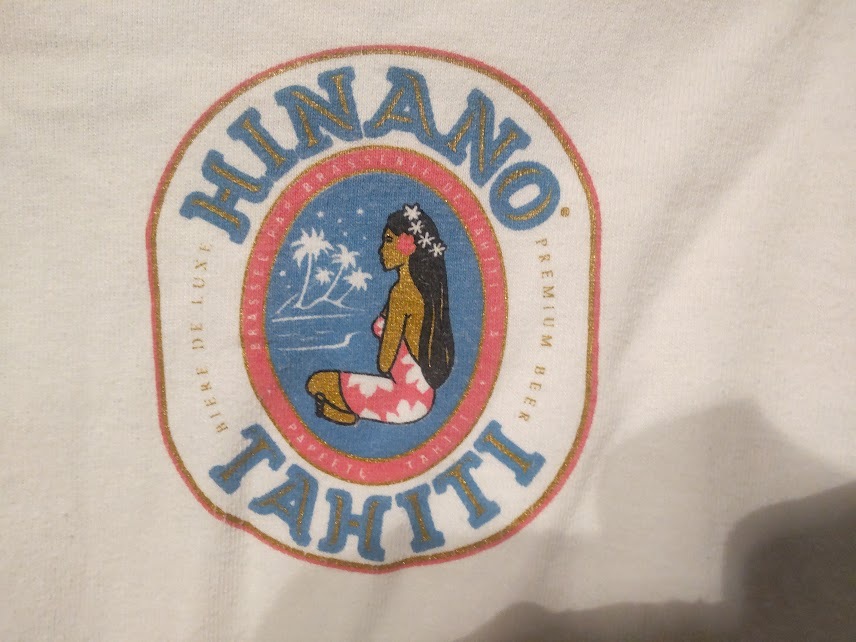 HINANO®
BRASSEE PAR BRASSERIE DE TAHITI S.A
BIERE DE LUXE
PREMIUM BEER
PAPEETE TAHITI
TAHITI